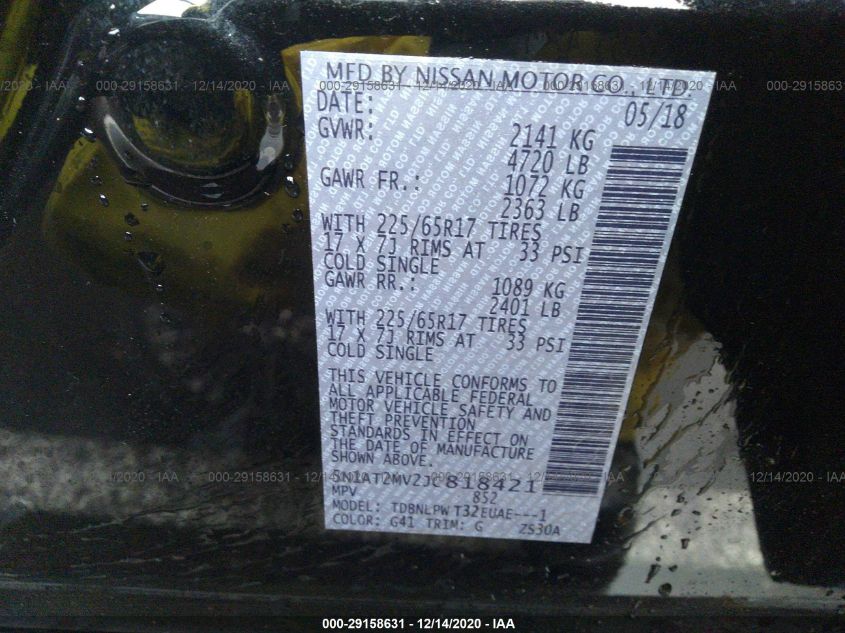 MFD BY NISSAN MOTOR CO., LTD.
DATE: 05/18
GVWR: 2141 KG
4720 LB
GAWR FR.: 1072 KG
2363 LB
WITH 225/65R17 TIRES
17 X 7J RIMS AT 33 PSI
COLD SINGLE
GAWR RR.: 1089 KG
2401 LB
WITH 225/65R17 TIRES
17 X 7J RIMS AT 33 PSI
COLD SINGLE
THIS VEHICLE CONFORMS TO
ALL APPLICABLE FEDERAL
MOTOR VEHICLE SAFETY AND
THEFT PREVENTION
STANDARDS IN EFFECT ON
THE DATE OF MANUFACTURE
SHOWN ABOVE.
5N1AT2MV2JC818421
MPV 852
MODEL: TDBNLPW T32EUAE---1
COLOR: G41 TRIM: G ZS30A
000-29158631 - 12/14/2020 - IAA